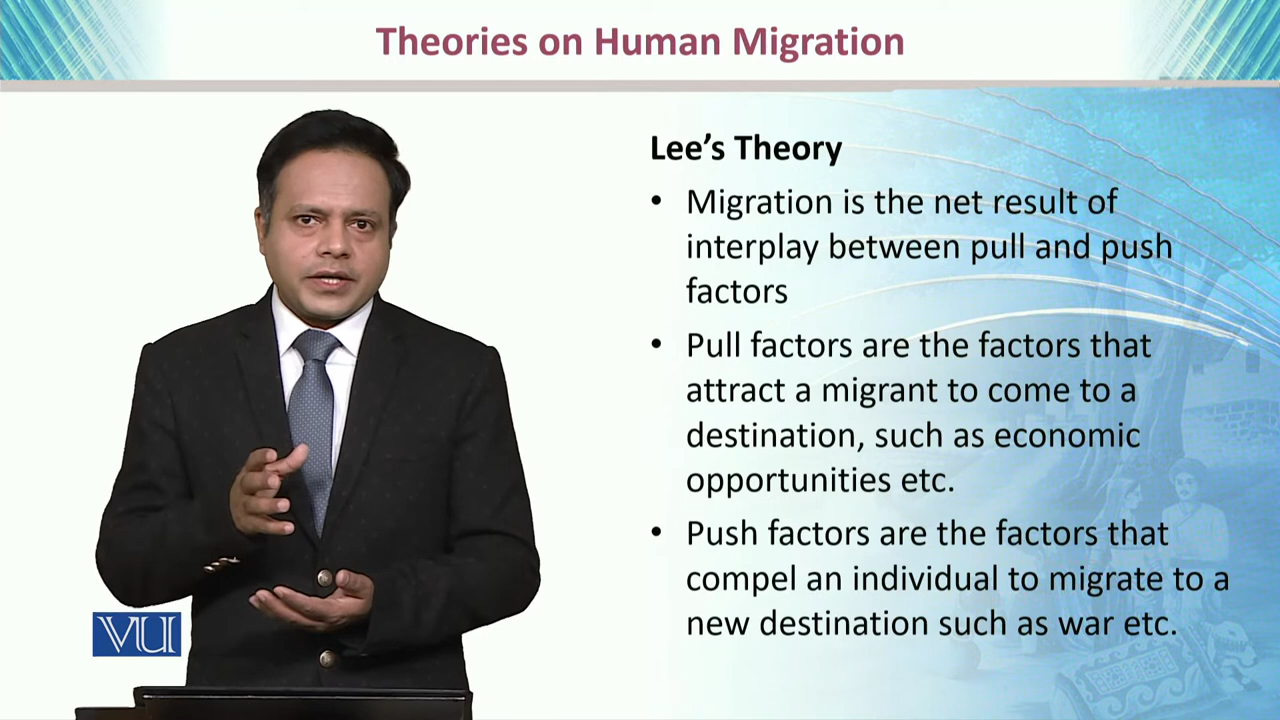 Theories on Human Migration
Lee's Theory
• Migration is the net result of
interplay between pull and push
factors
• Pull factors are the factors that
attract a migrant to come to a
destination, such as economic
opportunities etc.
• Push factors are the factors that
compel an individual to migrate to a
new destination such as war etc.
VU